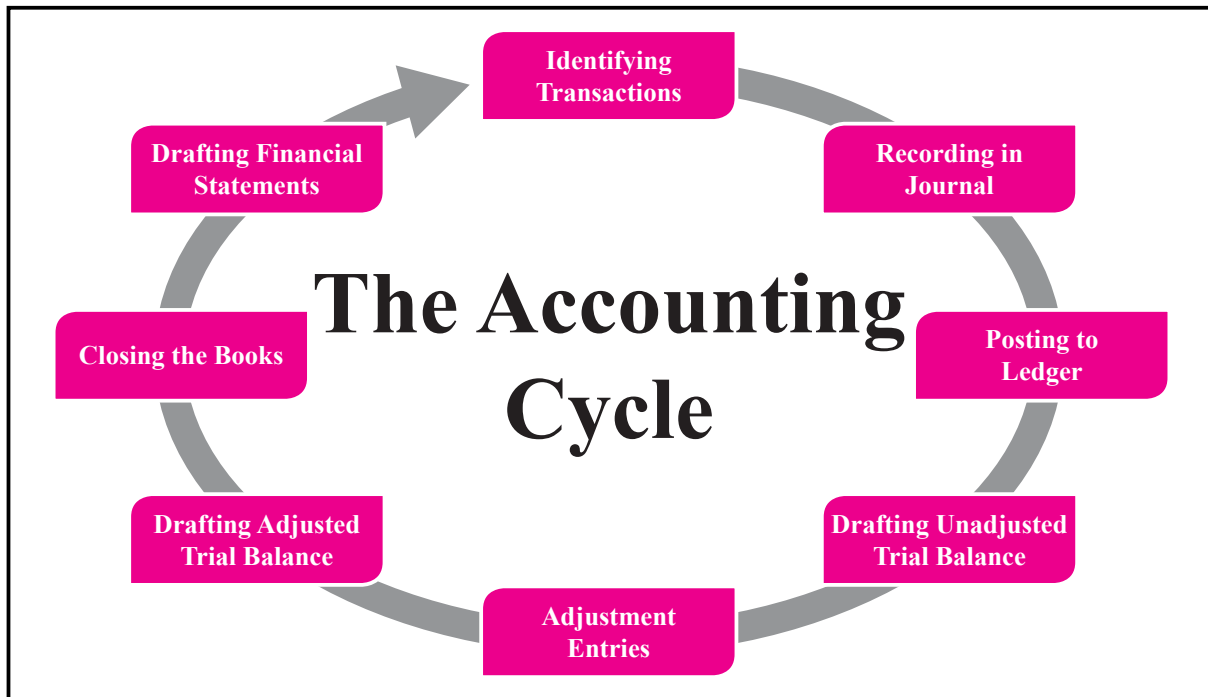 Identifying
Transactions
Recording in
Journal
Posting to
Ledger
Drafting Unadjusted
Trial Balance
Adjustment
Entries
Drafting Adjusted
Trial Balance
Closing the Books
Drafting Financial
Statements
The Accounting
Cycle